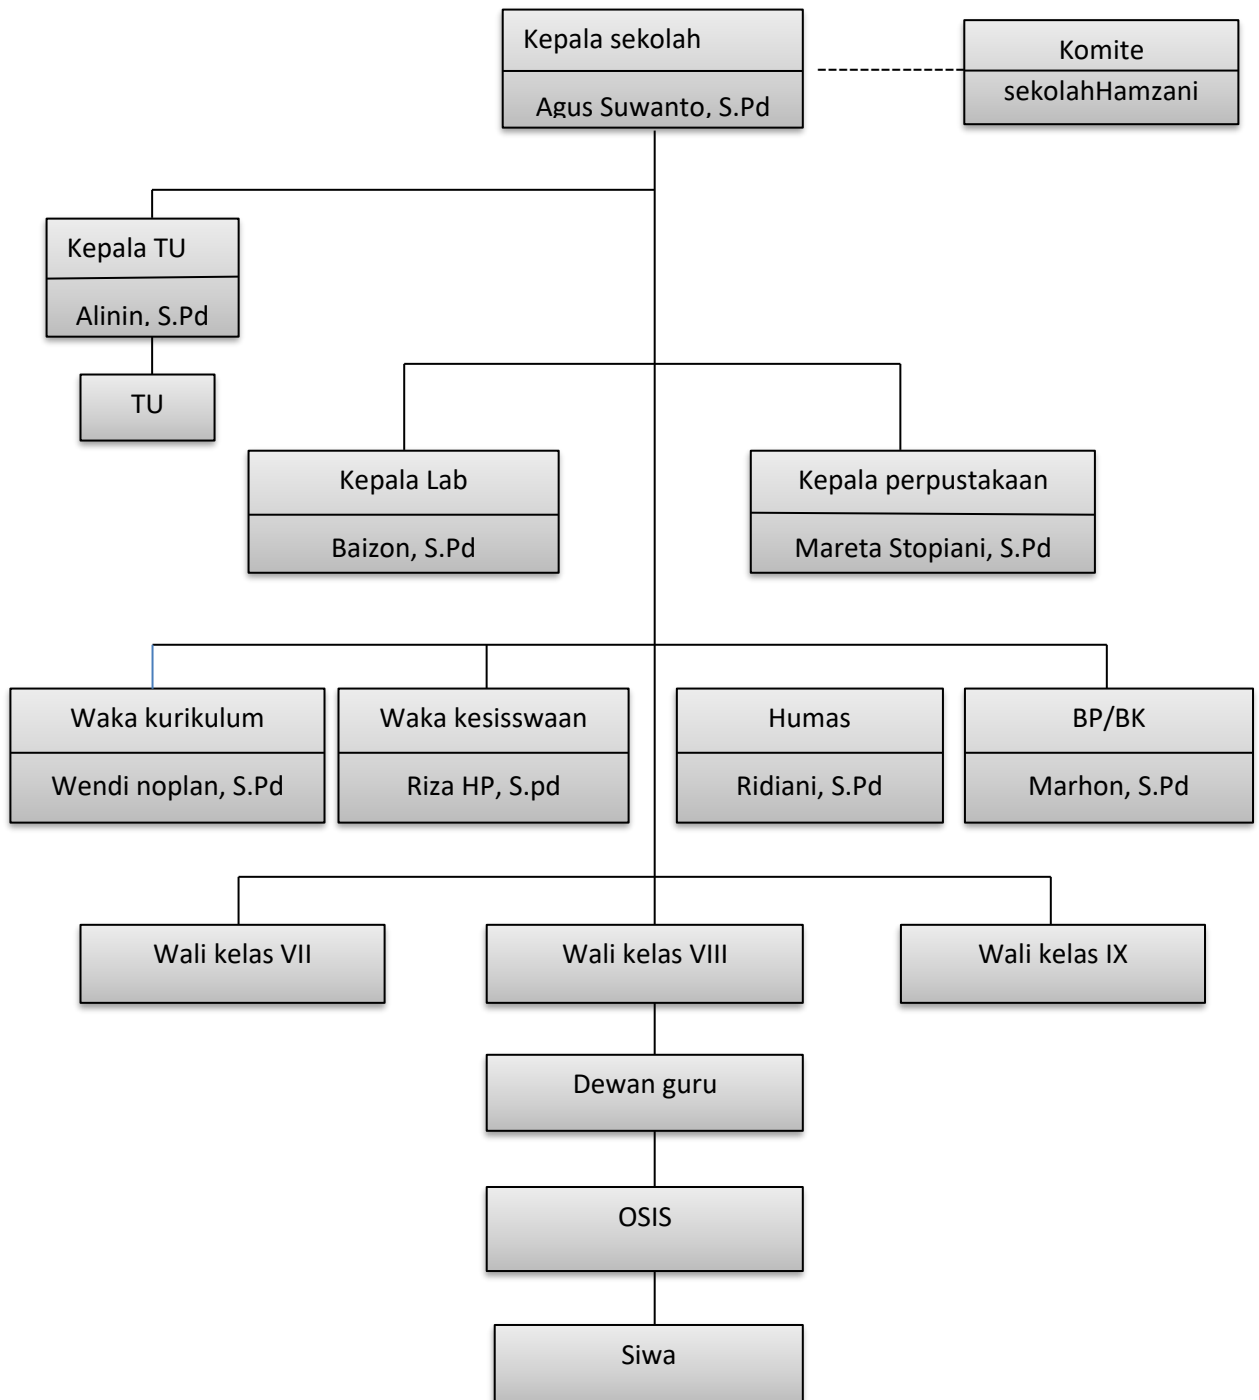 Kepala sekolah
Agus Suwanto, S.Pd
Komite
sekolahHamzani
Kepala TU
Alinin, S.Pd
TU
Kepala Lab
Baizon, S.Pd
Kepala perpustakaan
Mareta Stopiani, S.Pd
Waka kurikulum
Wendi noplan, S.Pd
Waka kesisswaan
Riza HP, S.pd
Humas
Ridiani, S.Pd
BP/BK
Marhon, S.Pd
Wali kelas VII
Wali kelas VIII
Wali kelas IX
Dewan guru
OSIS
Siwa